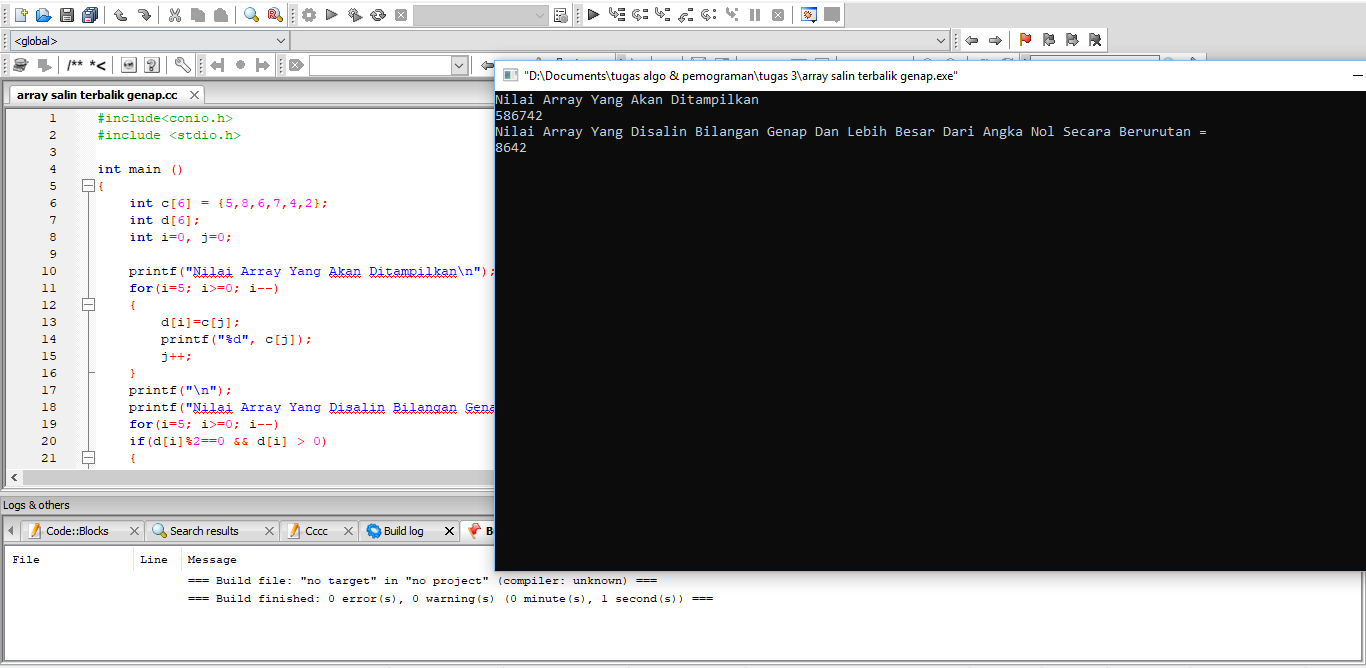 <global>
/** *<
array salin terbalik genap.cc
1 #include<conio.h>
2 #include <stdio.h>
3
4 int main ()
5 {
6 int c[6] = {5,8,6,7,4,2};
7 int d[6];
8 int i=0, j=0;
9
10 printf("Nilai Array Yang Akan Ditampilkan\n");
11 for(i=5; i>=0; i--)
12 {
13 d[i]=c[j];
14 printf("%d", c[j]);
15 j++;
16 }
17 printf("\n");
18 printf("Nilai Array Yang Disalin Bilangan Gena
19 for(i=5; i>=0; i--)
20 if(d[i]%2==0 && d[i] > 0)
21 {
"D:\Documents\tugas algo & pemograman\tugas 3\array salin terbalik genap.exe"
Nilai Array Yang Akan Ditampilkan
586742
Nilai Array Yang Disalin Bilangan Genap Dan Lebih Besar Dari Angka Nol Secara Berurutan =
8642
Logs & others
Code::Blocks
Search results
Cccc
Build log
B
File Line Message
=== Build file: "no target" in "no project" (compiler: unknown) ===
=== Build finished: 0 error(s), 0 warning(s) (0 minute(s), 1 second(s)) ===